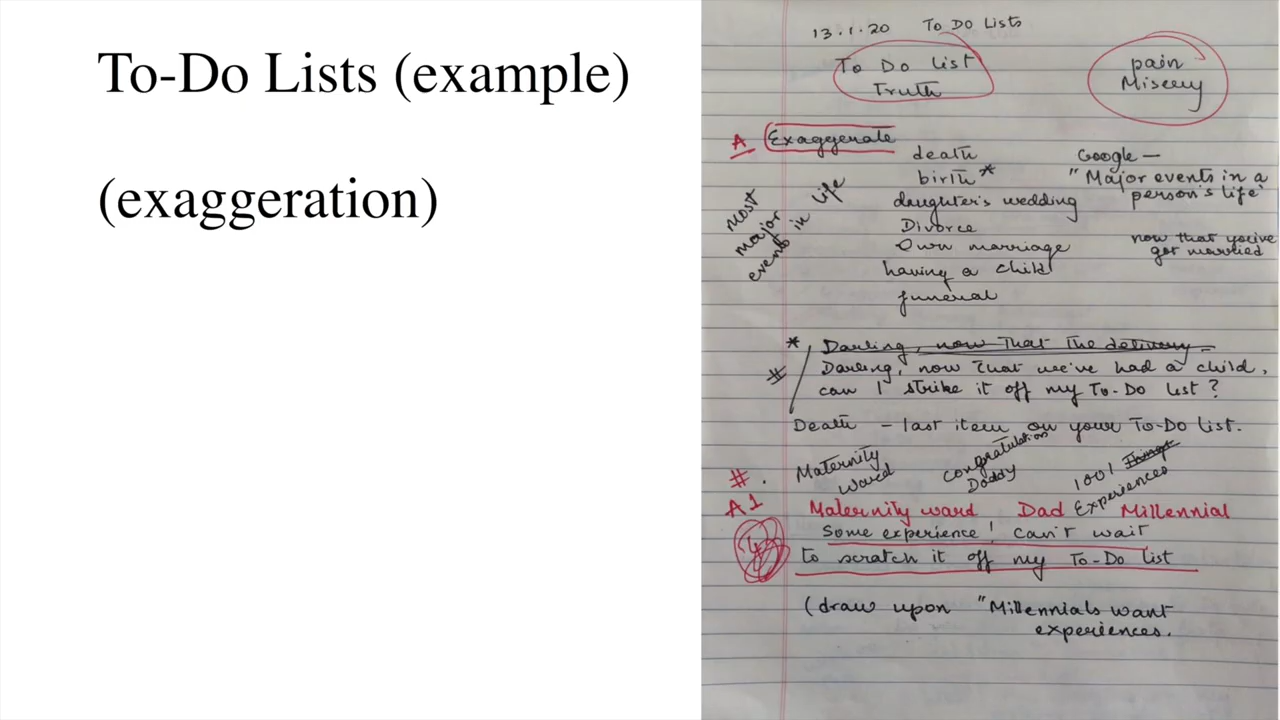 To-Do Lists (example)
(exaggeration)
13.1.20 To Do Lists
To Do List
Truth
pain
Misery
A Exaggerate
death
birth*
daughter's wedding
Divorce
Own marriage
having a child
funeral
Most
major
events in life
Google —
"Major events in a
person's life"
now that you've
got married
* Darling, now that the delivery —
# Darling, now that we've had a child,
can I strike it off my To-Do list?
Death – last item on your To-Do List.
# .
Maternity
Ward
Congratulation
Daddy
1001 Things
Experiences
A1 Maternity ward Dad Millennial
Some experience! Can't wait
to scratch it off my To-Do list
(draw upon "Millennials want
experiences.